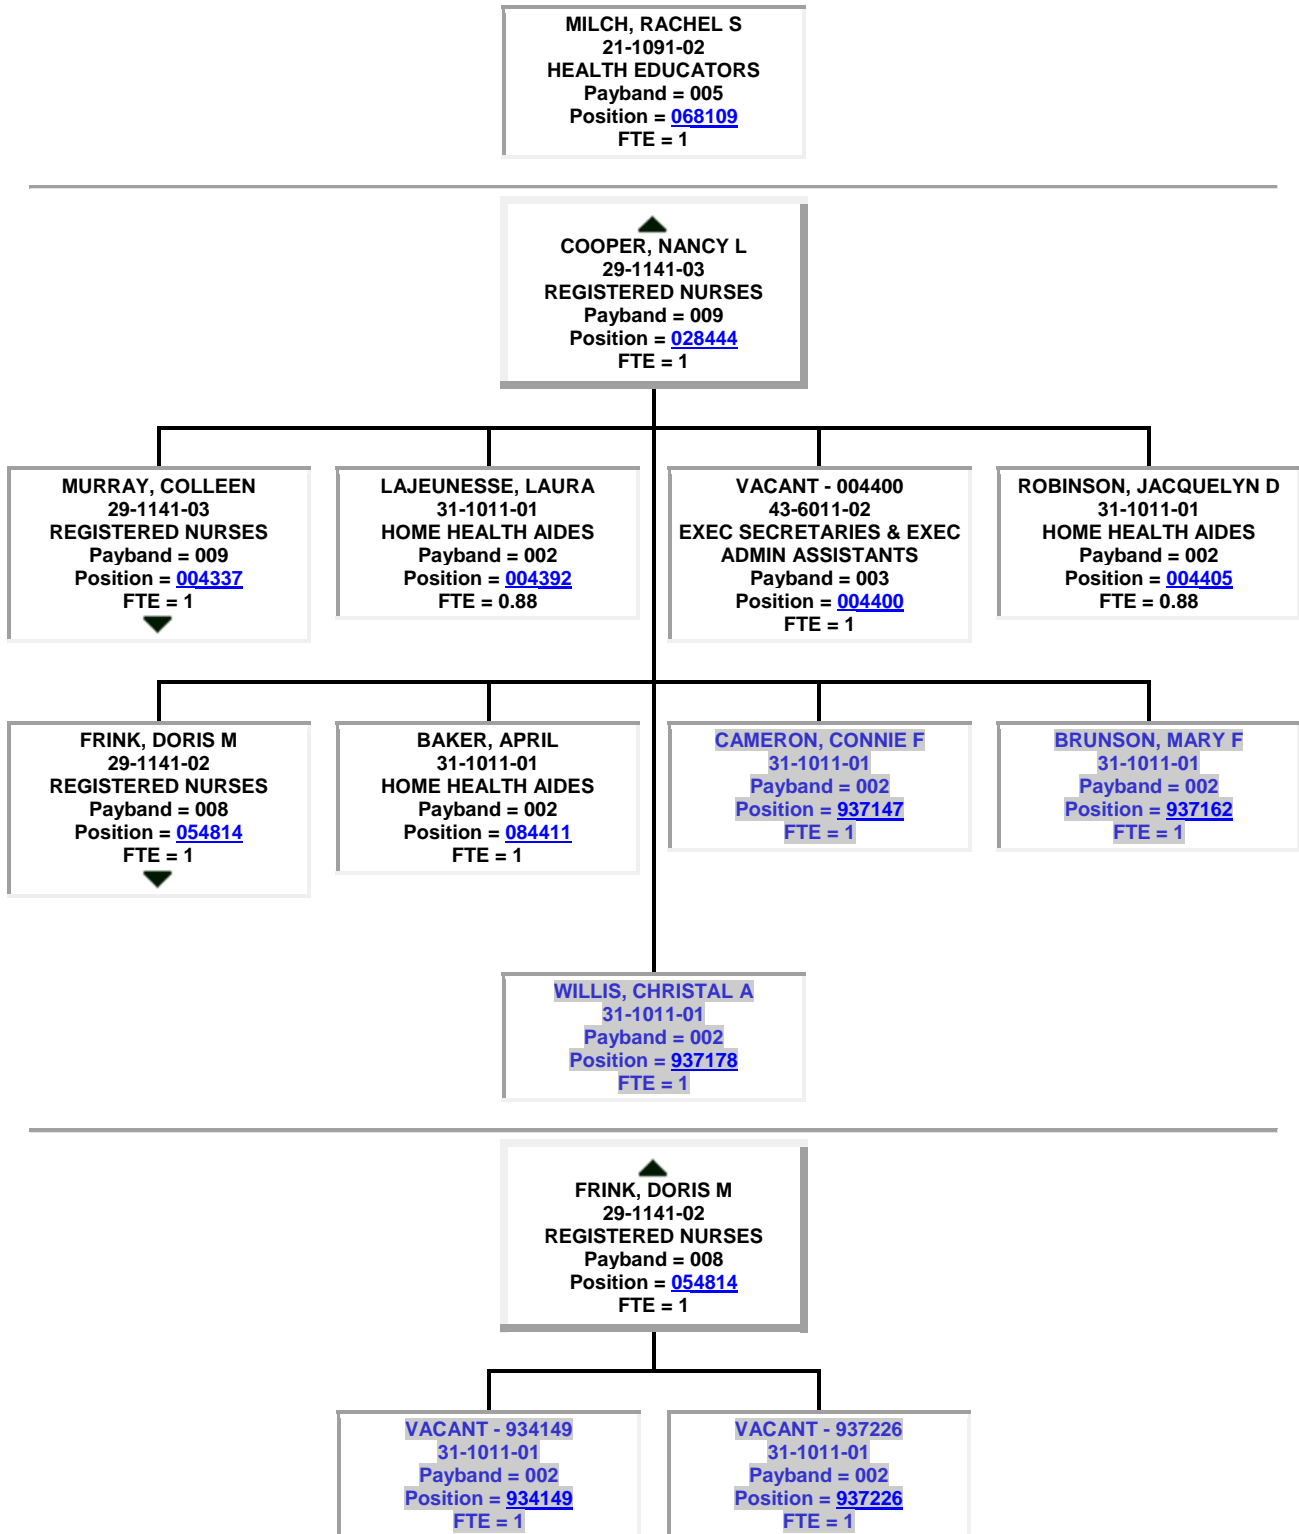 MILCH, RACHEL S
21-1091-02
HEALTH EDUCATORS
Payband = 005
Position = 068109
FTE = 1
COOPER, NANCY L
29-1141-03
REGISTERED NURSES
Payband = 009
Position = 028444
FTE = 1
MURRAY, COLLEEN
29-1141-03
REGISTERED NURSES
Payband = 009
Position = 004337
FTE = 1
LAJEUNESSE, LAURA
31-1011-01
HOME HEALTH AIDES
Payband = 002
Position = 004392
FTE = 0.88
VACANT - 004400
43-6011-02
EXEC SECRETARIES & EXEC
ADMIN ASSISTANTS
Payband = 003
Position = 004400
FTE = 1
ROBINSON, JACQUELYN D
31-1011-01
HOME HEALTH AIDES
Payband = 002
Position = 004405
FTE = 0.88
FRINK, DORIS M
29-1141-02
REGISTERED NURSES
Payband = 008
Position = 054814
FTE = 1
BAKER, APRIL
31-1011-01
HOME HEALTH AIDES
Payband = 002
Position = 084411
FTE = 1
CAMERON, CONNIE F
31-1011-01
Payband = 002
Position = 937147
FTE = 1
BRUNSON, MARY F
31-1011-01
Payband = 002
Position = 937162
FTE = 1
WILLIS, CHRISTAL A
31-1011-01
Payband = 002
Position = 937178
FTE = 1
FRINK, DORIS M
29-1141-02
REGISTERED NURSES
Payband = 008
Position = 054814
FTE = 1
VACANT - 934149
31-1011-01
Payband = 002
Position = 934149
FTE = 1
VACANT - 937226
31-1011-01
Payband = 002
Position = 937226
FTE = 1